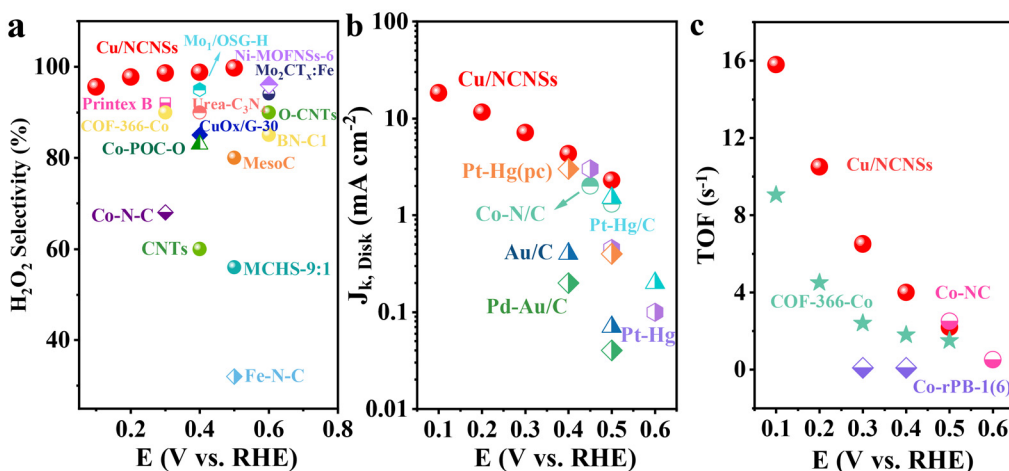 a
H₂O₂ Selectivity (%)
100
80
60
40
Cu/NCNSs
Mo₁/OSG-H
Ni-MOFNSs-6
Mo₂CTₓ:Fe
Printex B
Urea-C₃N
O-CNTs
COF-366-Co
CuOx/G-30
BN-C1
Co-POC-O
MesoC
Co-N-C
CNTs
MCHS-9:1
Fe-N-C
0.2 0.4 0.6 0.8
E (V vs. RHE)
b
Jₖ, Disk (mA cm⁻²)
100
10
1
0.1
0.01
Cu/NCNSs
Pt-Hg(pc)
Co-N/C
Pt-Hg/C
Au/C
Pd-Au/C
Pt-Hg
0.1 0.2 0.3 0.4 0.5 0.6
E (V vs. RHE)
c
TOF (s⁻¹)
16
12
8
4
0
Cu/NCNSs
COF-366-Co
Co-NC
Co-rPB-1(6)
0.1 0.2 0.3 0.4 0.5 0.6
E (V vs. RHE)